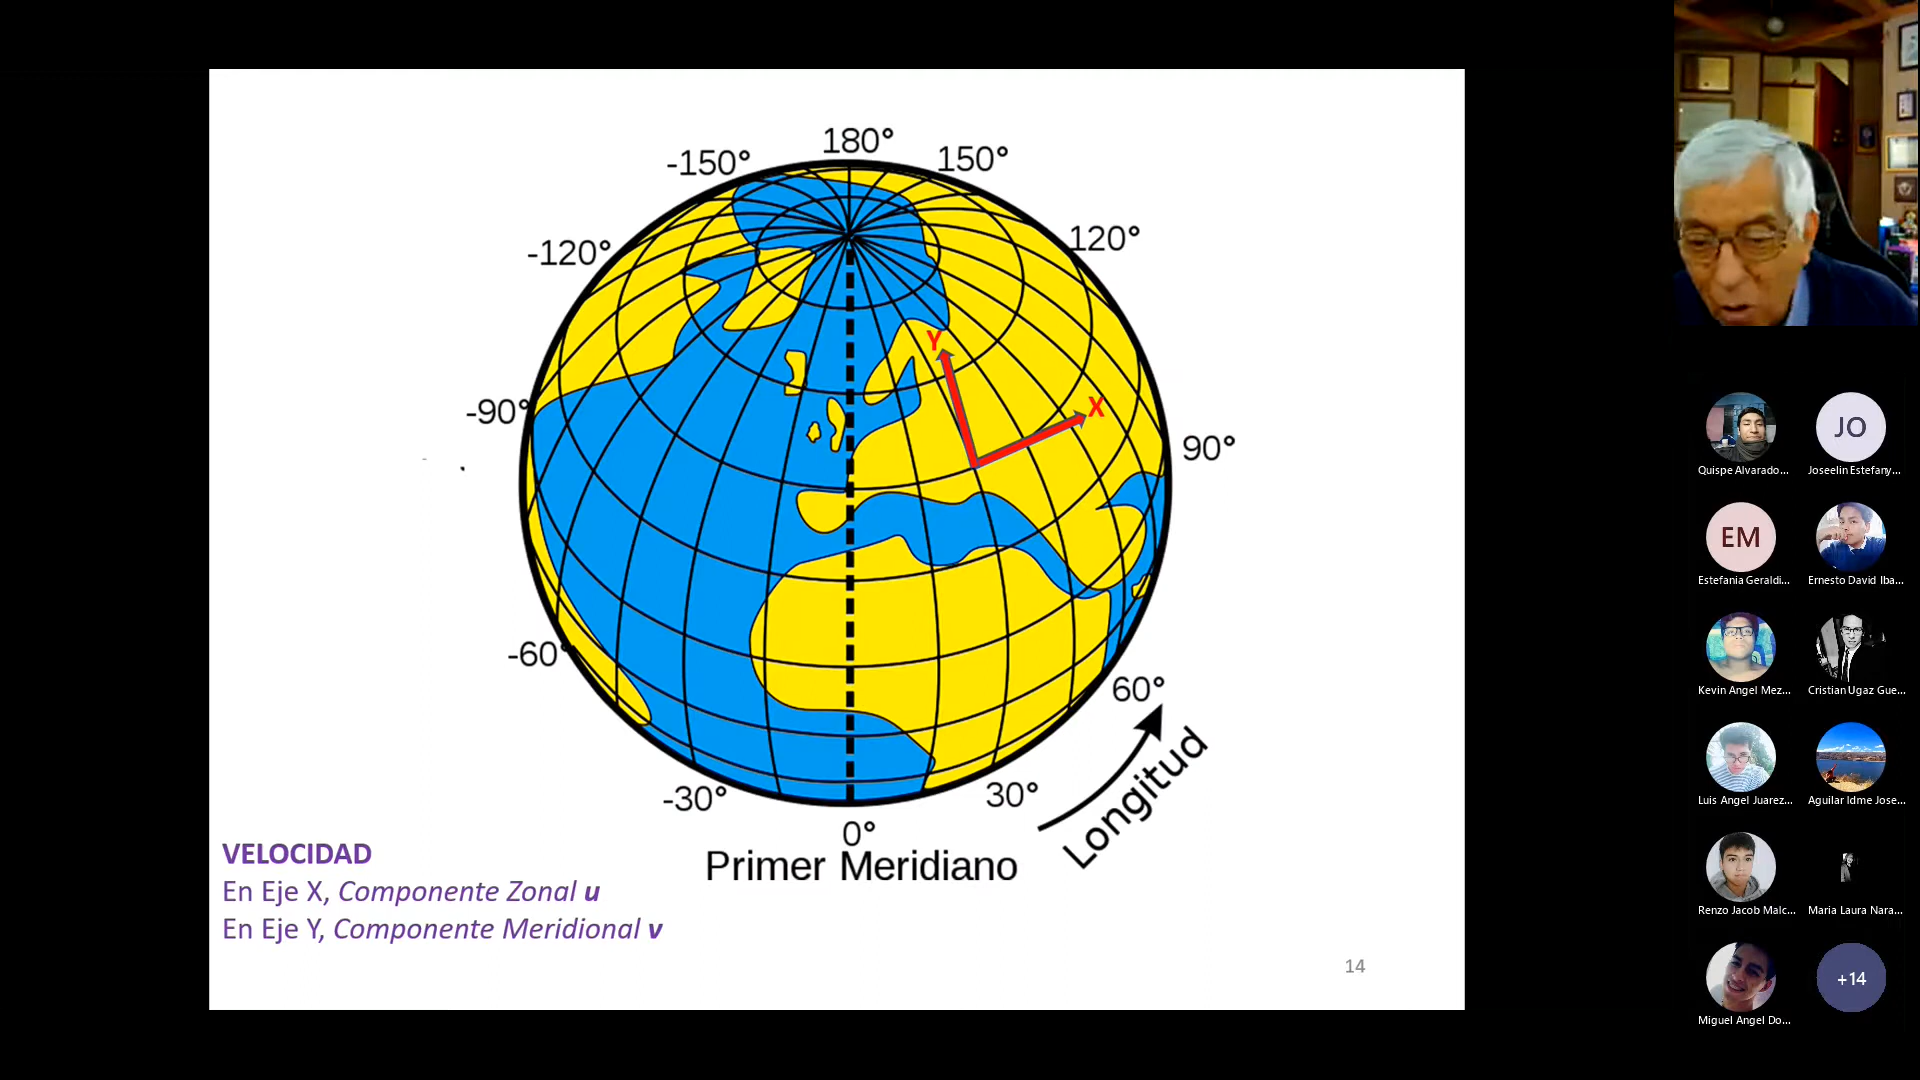 180°
-150°
150°
-120°
120°
-90°
90°
-60°
60°
-30°
30°
0°
Primer Meridiano
Longitud
Y
X
VELOCIDAD
En Eje X, Componente Zonal u
En Eje Y, Componente Meridional v
14
Quispe Alvarado...
JO
Joseelin Estefany...
EM
Estefania Geraldi...
Ernesto David Iba...
Kevin Angel Mez...
Cristian Ugaz Gue...
Luis Angel Juarez...
Aguilar Idme Jose...
Renzo Jacob Malc...
Maria Laura Nara...
Miguel Angel Do...
+14